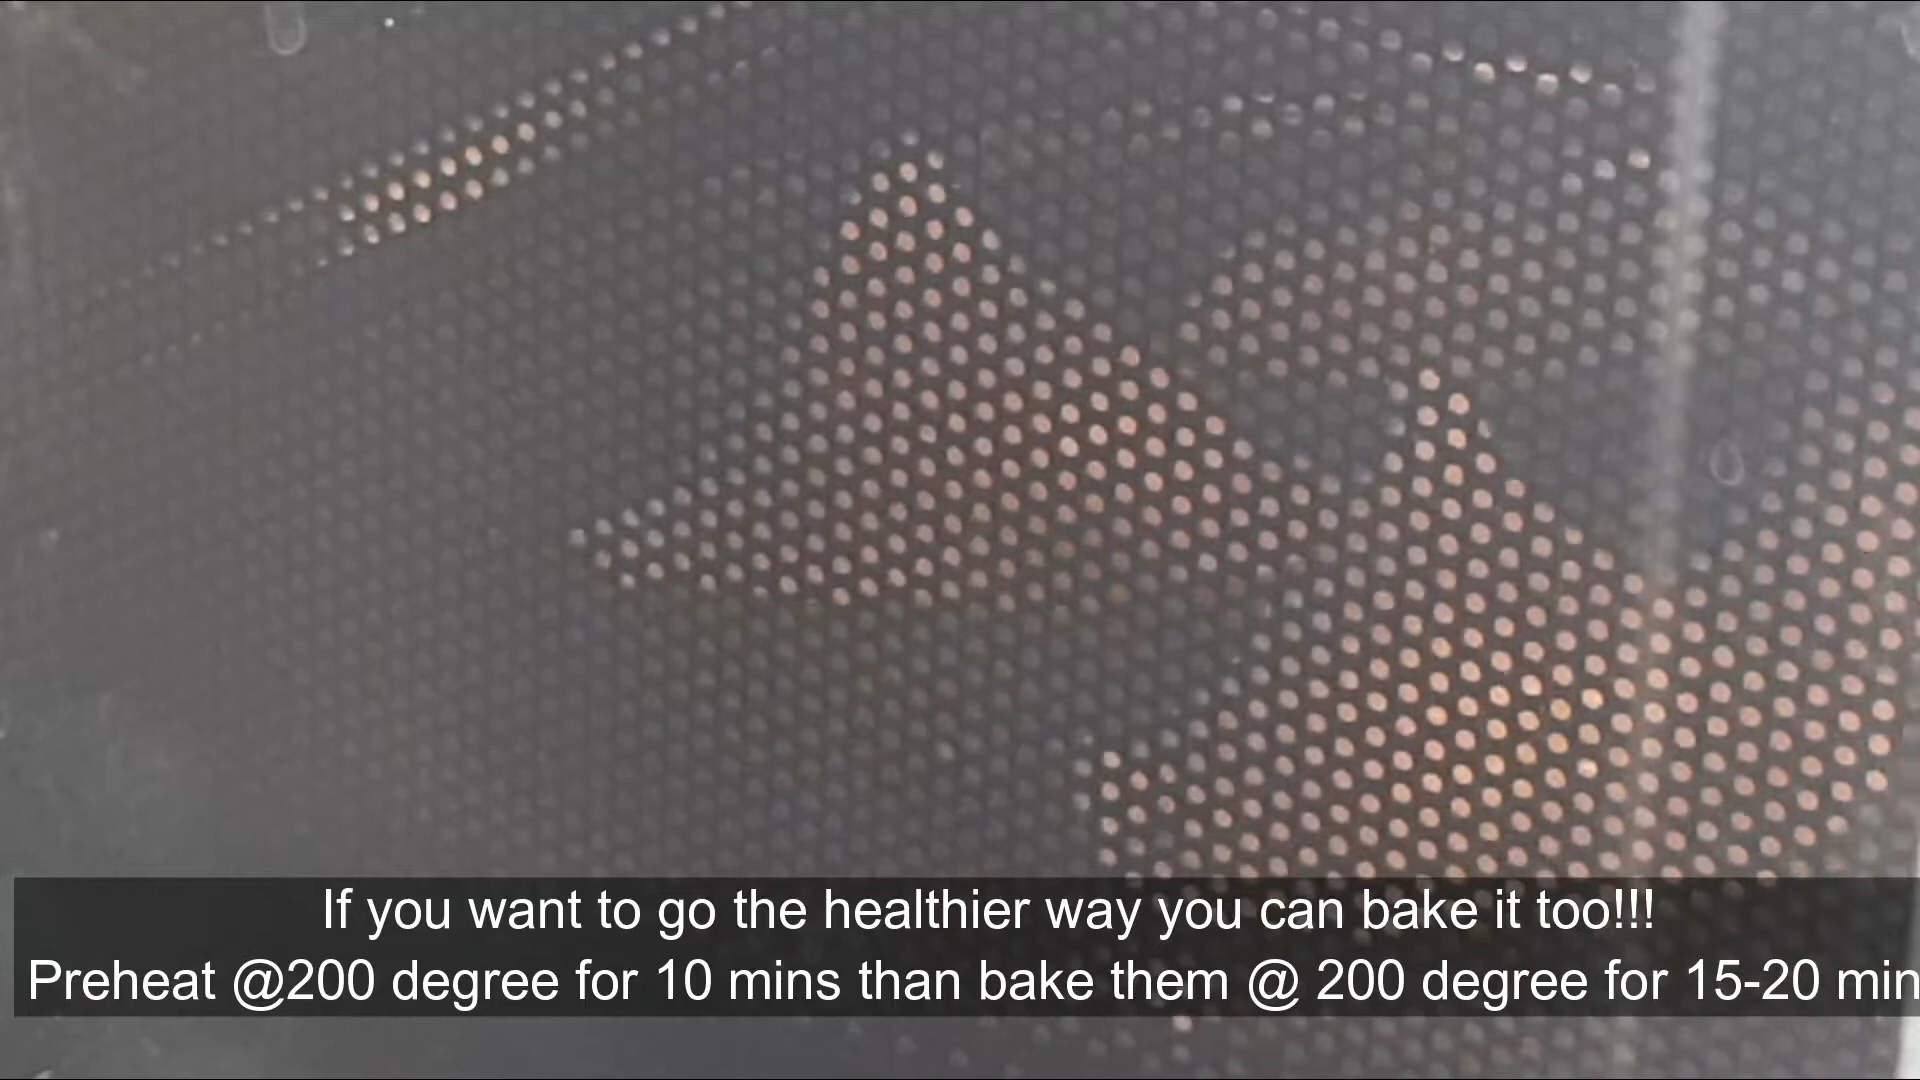 If you want to go the healthier way you can bake it too!!!
Preheat @200 degree for 10 mins than bake them @ 200 degree for 15-20 min